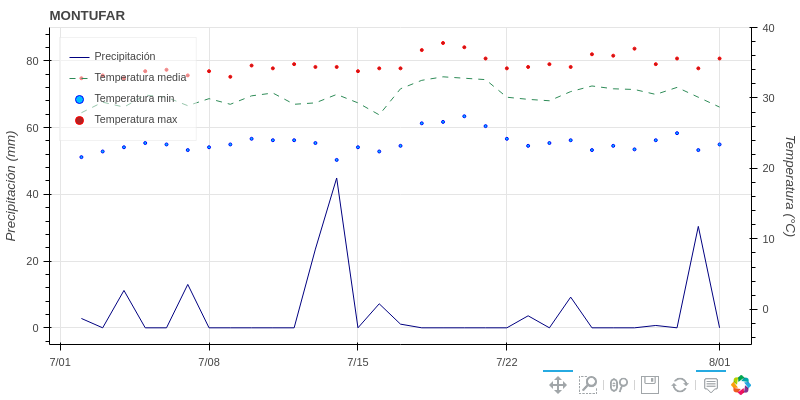 MONTUFAR
Precipitación
Temperatura media
Temperatura min
Temperatura max
Precipitación (mm)
80
60
40
20
0
Temperatura (°C)
40
30
20
10
0
7/01
7/08
7/15
7/22
8/01